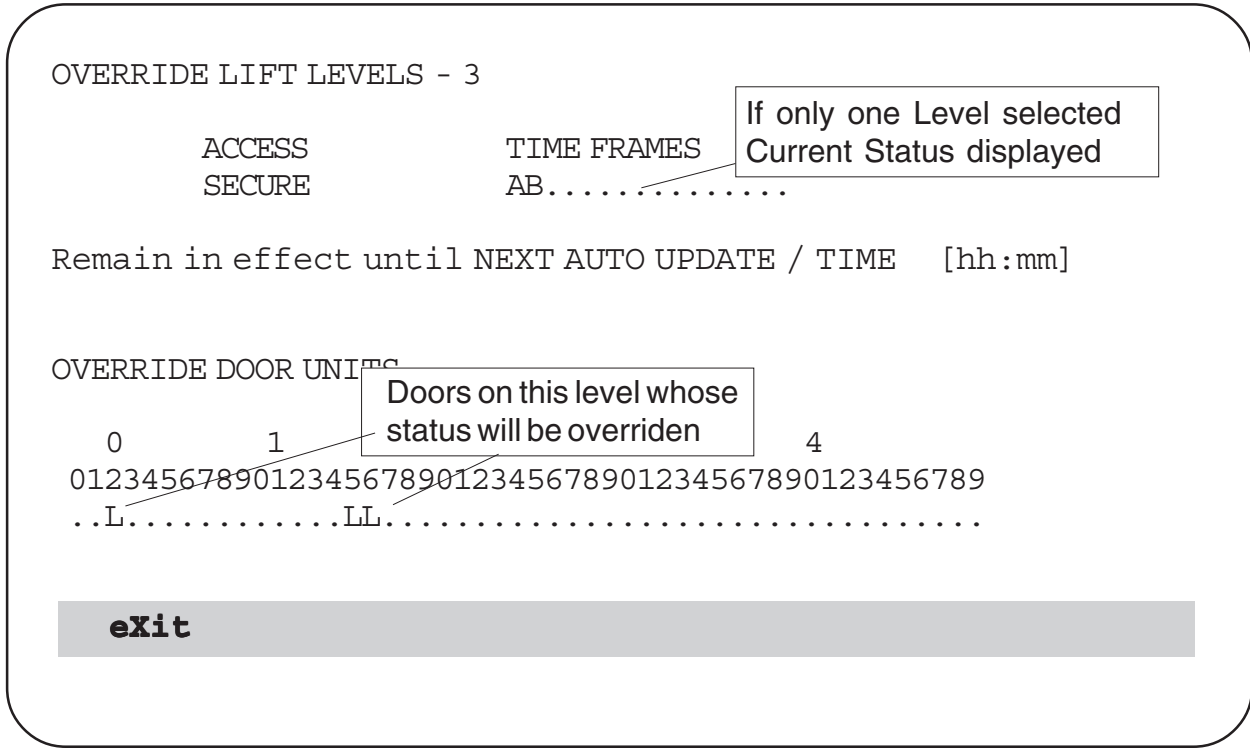 OVERRIDE LIFT LEVELS - 3
If only one Level selected
Current Status displayed
ACCESS TIME FRAMES
SECURE AB..............
Remain in effect until NEXT AUTO UPDATE / TIME [hh:mm]
OVERRIDE DOOR UNITS
Doors on this level whose
status will be overriden
0 1 4
01234567890123456789012345678901234567890123456789
..L............LL.................................
eXit